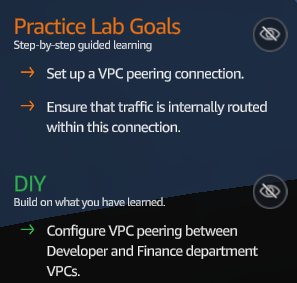 Practice Lab Goals
Step-by-step guided learning
→ Set up a VPC peering connection.
→ Ensure that traffic is internally routed
within this connection.
DIY
Build on what you have learned.
→ Configure VPC peering between
Developer and Finance department
VPCs.